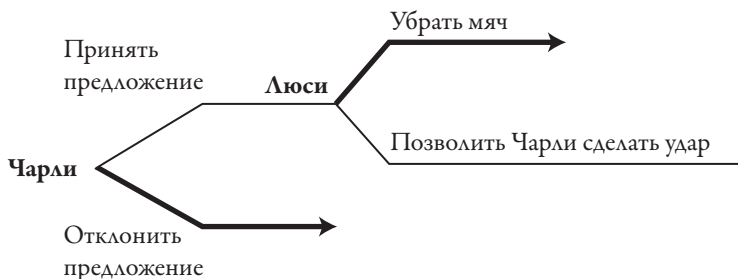 Убрать мяч
Принять
предложение
Люси
Позволить Чарли сделать удар
Чарли
Отклонить
предложение